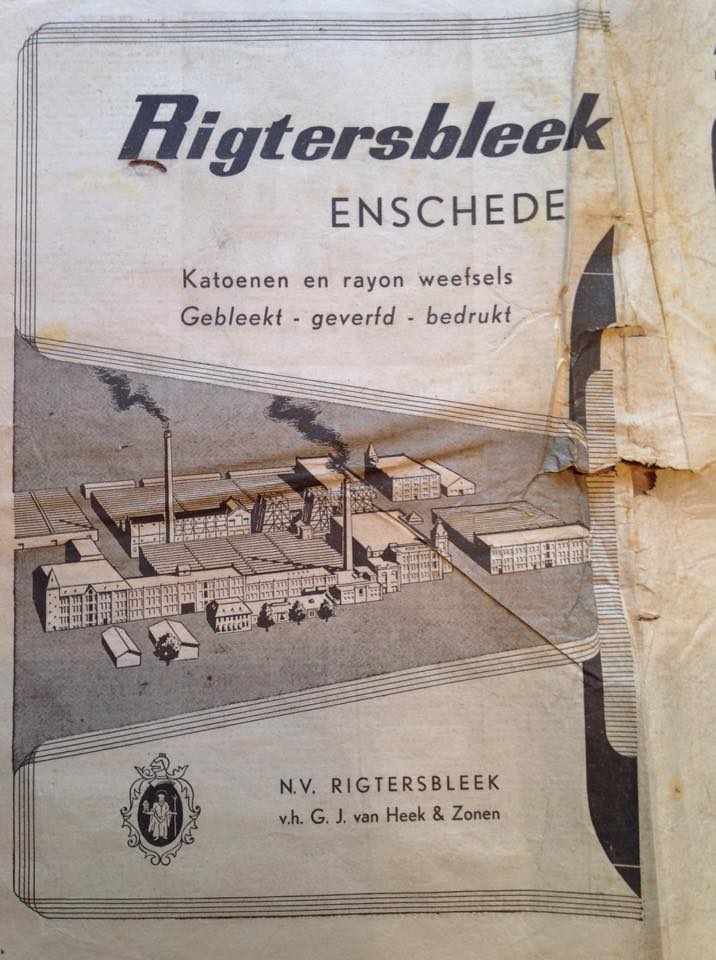 Rigtersbleek
ENSCHEDE
Katoenen en rayon weefsels
Gebleekt - geverfd - bedrukt
N.V. RIGTERSBLEEK
v.h. G. J. van Heek & Zonen